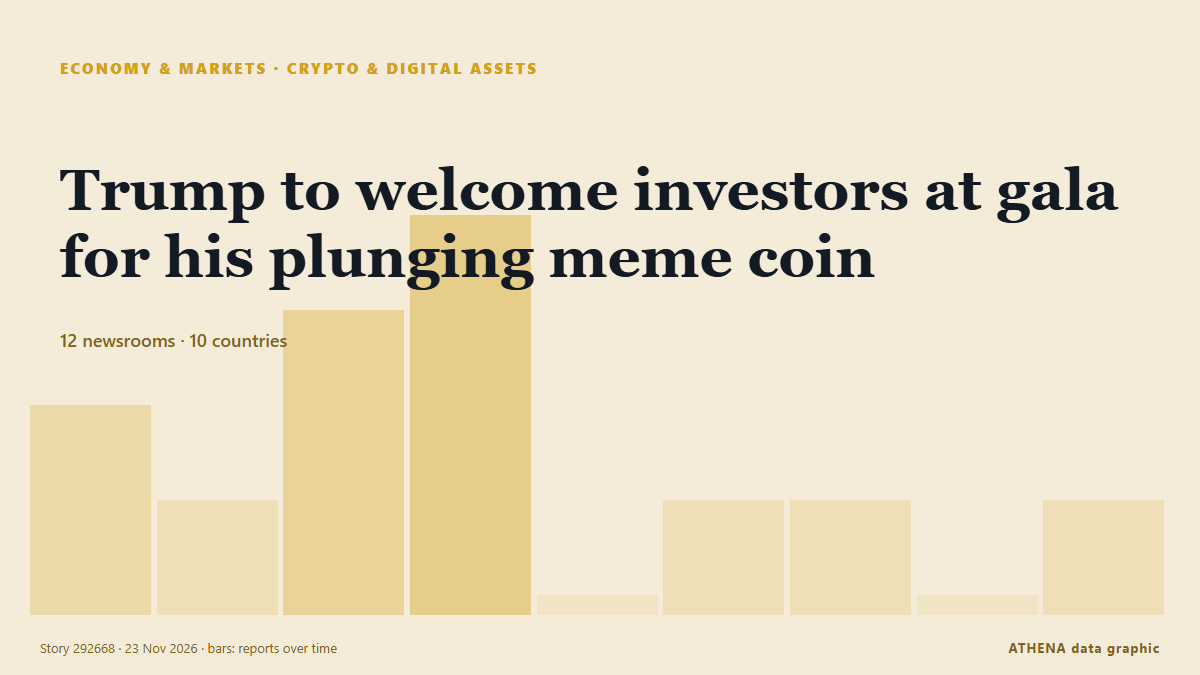 ECONOMY & MARKETS · CRYPTO & DIGITAL ASSETS
Trump to welcome investors at gala
for his plunging meme coin
12 newsrooms · 10 countries
Story 292668 · 23 Nov 2026 · bars: reports over time
ATHENA data graphic